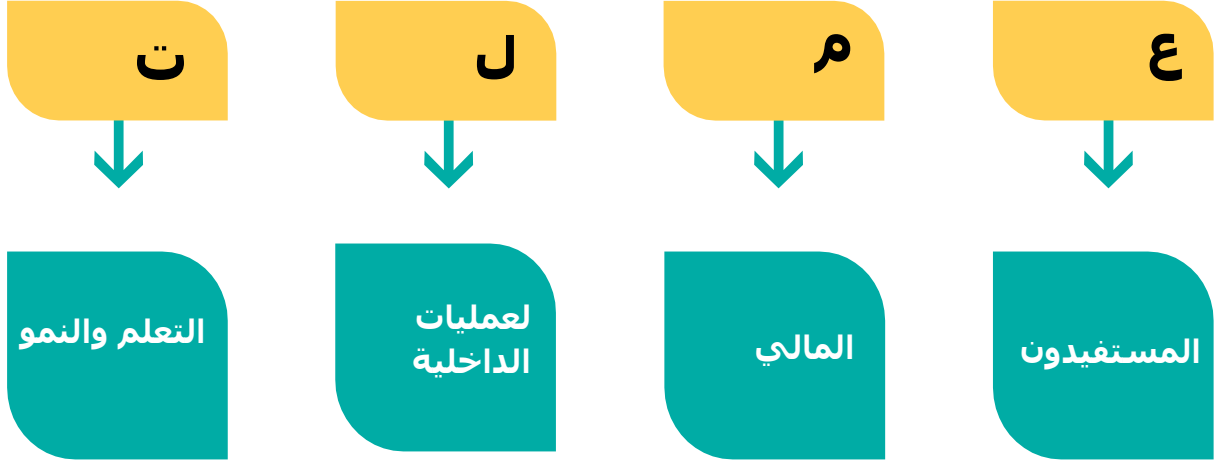 ع
م
ل
ت
المستفيدون
المالي
لعمليات
الداخلية
التعلم والنمو